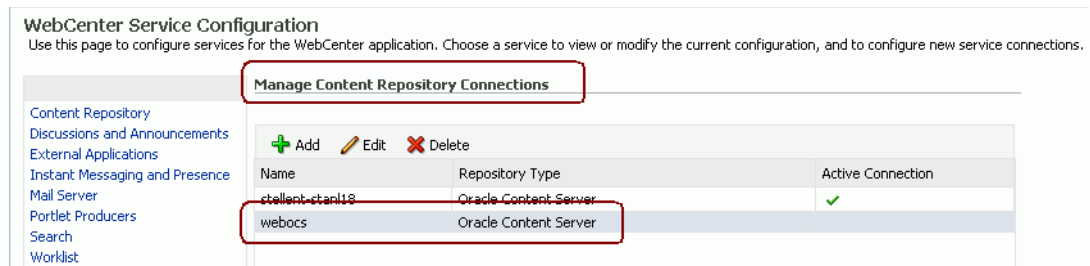 WebCenter Service Configuration
Use this page to configure services for the WebCenter application. Choose a service to view or modify the current configuration, and to configure new service connections.
Manage Content Repository Connections
Content Repository
Discussions and Announcements
External Applications
Instant Messaging and Presence
Mail Server
Portlet Producers
Search
Worklist
Add Edit Delete
Name Repository Type Active Connection
stellent-stanl18 Oracle Content Server
webocs Oracle Content Server